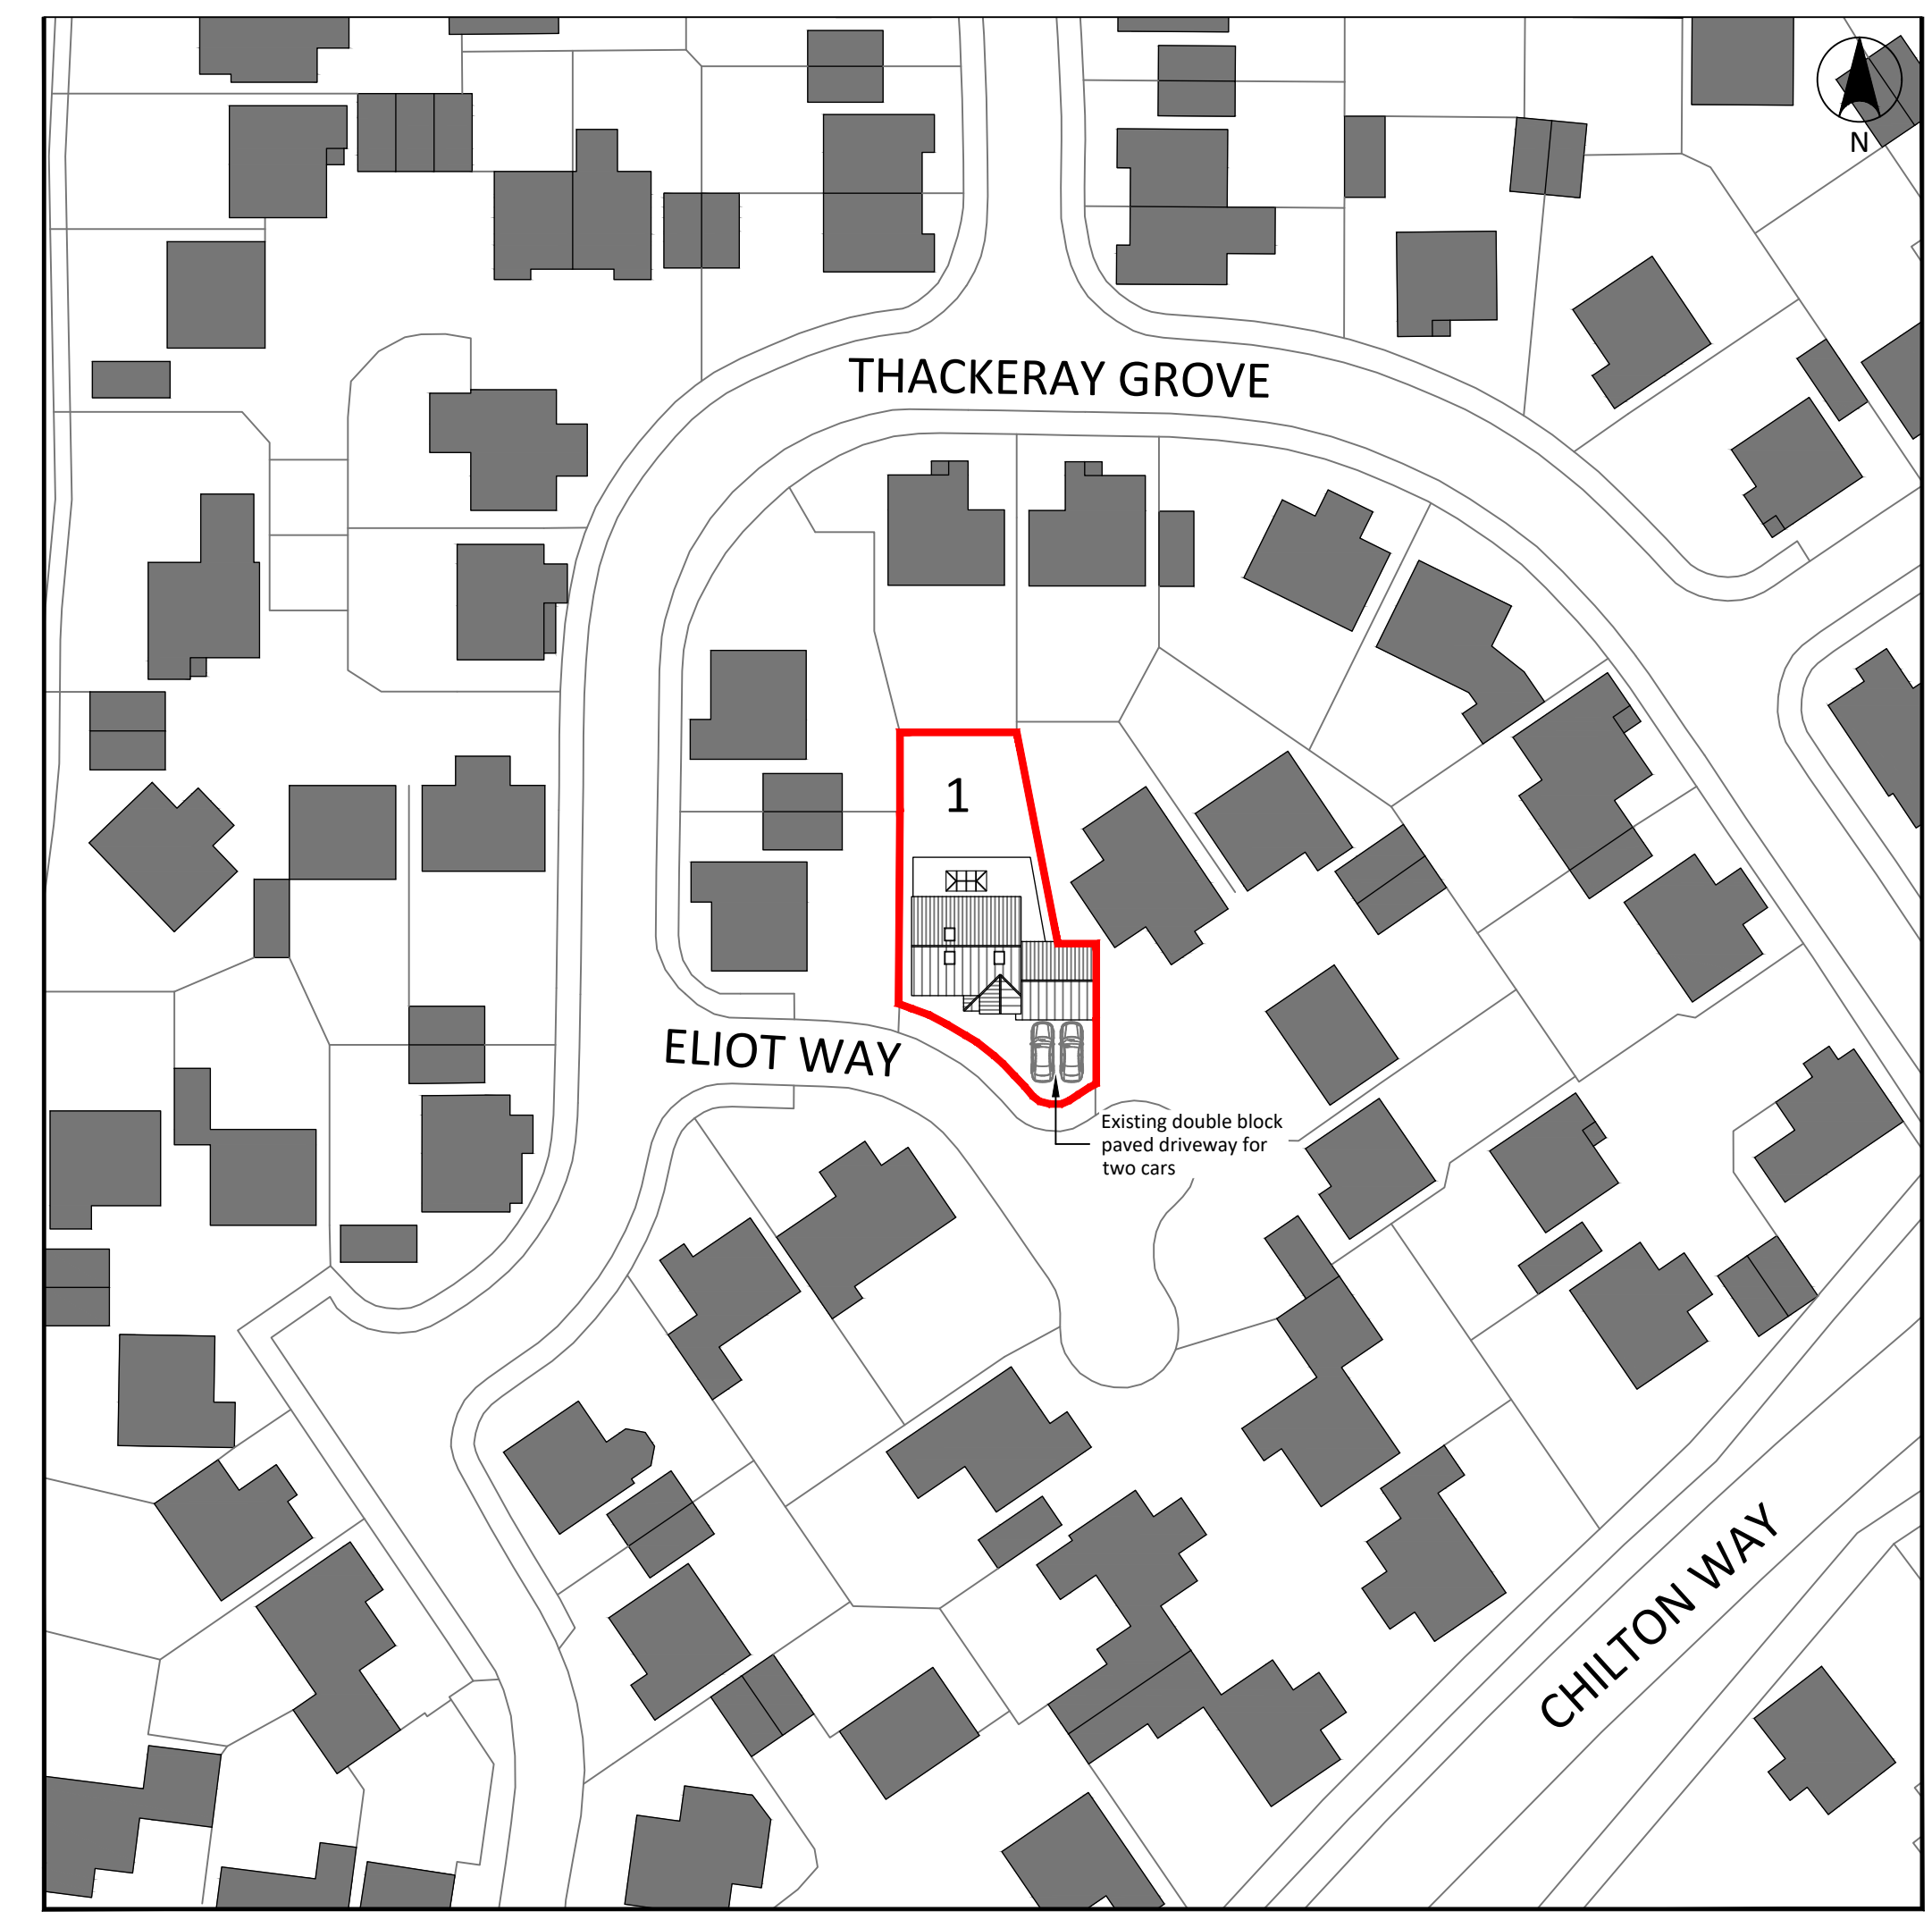 N
THACKERAY GROVE
1
ELIOT WAY
Existing double block
paved driveway for
two cars
CHILTON WAY